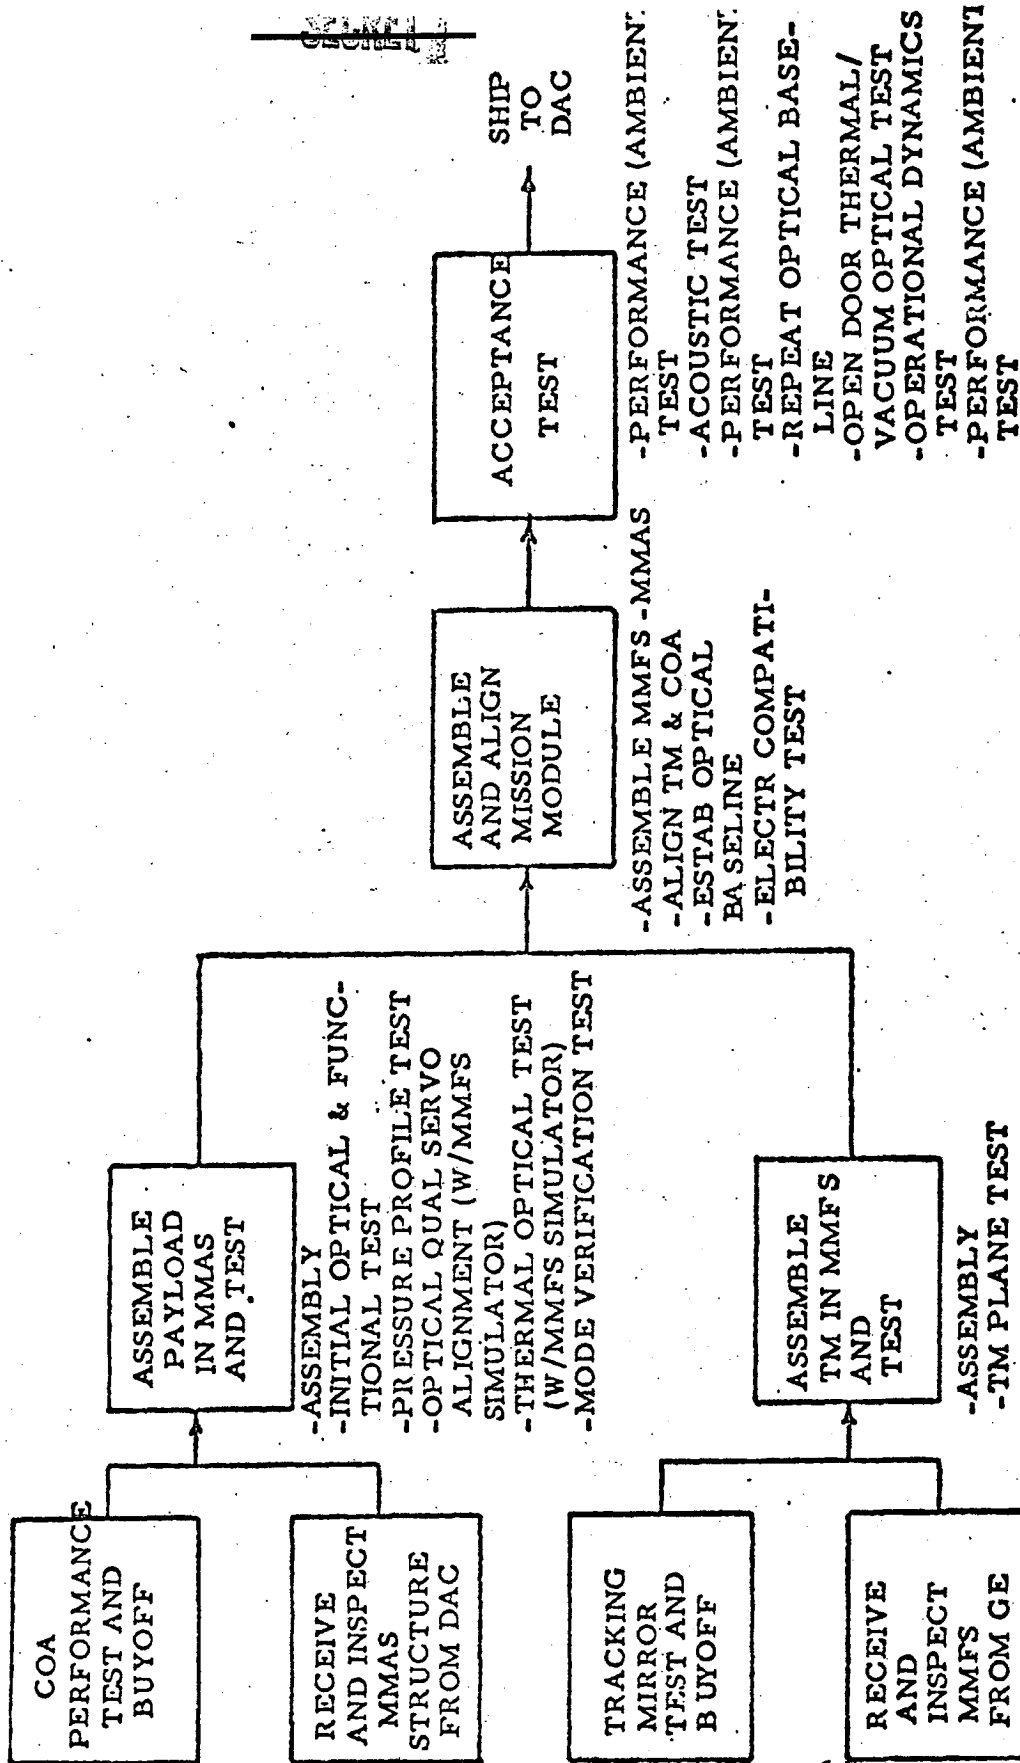 SECRET
COA
PERFORMANCE
TEST AND
BUYOFF
RECEIVE
AND INSPECT
MMAS
STRUCTURE
FROM DAC
TRACKING
MIRROR
TEST AND
BUYOFF
RECEIVE
AND
INSPECT
MMFS
FROM GE
ASSEMBLE
PAYLOAD
IN MMAS
AND TEST
-ASSEMBLY
-INITIAL OPTICAL & FUNC-
TIONAL TEST
-PRESSURE PROFILE TEST
-OPTICAL QUAL SERVO
ALIGNMENT (W/MMFS
SIMULATOR)
-THERMAL OPTICAL TEST
(W/MMFS SIMULATOR)
-MODE VERIFICATION TEST
ASSEMBLE
TM IN MMFS
AND
TEST
-ASSEMBLY
-TM PLANE TEST
ASSEMBLE
AND ALIGN
MISSION
MODULE
-ASSEMBLE MMFS-MMAS
-ALIGN TM & COA
-ESTAB OPTICAL
BASELINE
-ELECTR COMPATI-
BILITY TEST
ACCEPTANCE
TEST
-PERFORMANCE (AMBIENT
TEST
-ACOUSTIC TEST
-PERFORMANCE (AMBIENT
TEST
-REPEAT OPTICAL BASE-
LINE
-OPEN DOOR THERMAL/
VACUUM OPTICAL TEST
-OPERATIONAL DYNAMICS
TEST
-PERFORMANCE (AMBIENT
TEST
SHIP
TO
DAC